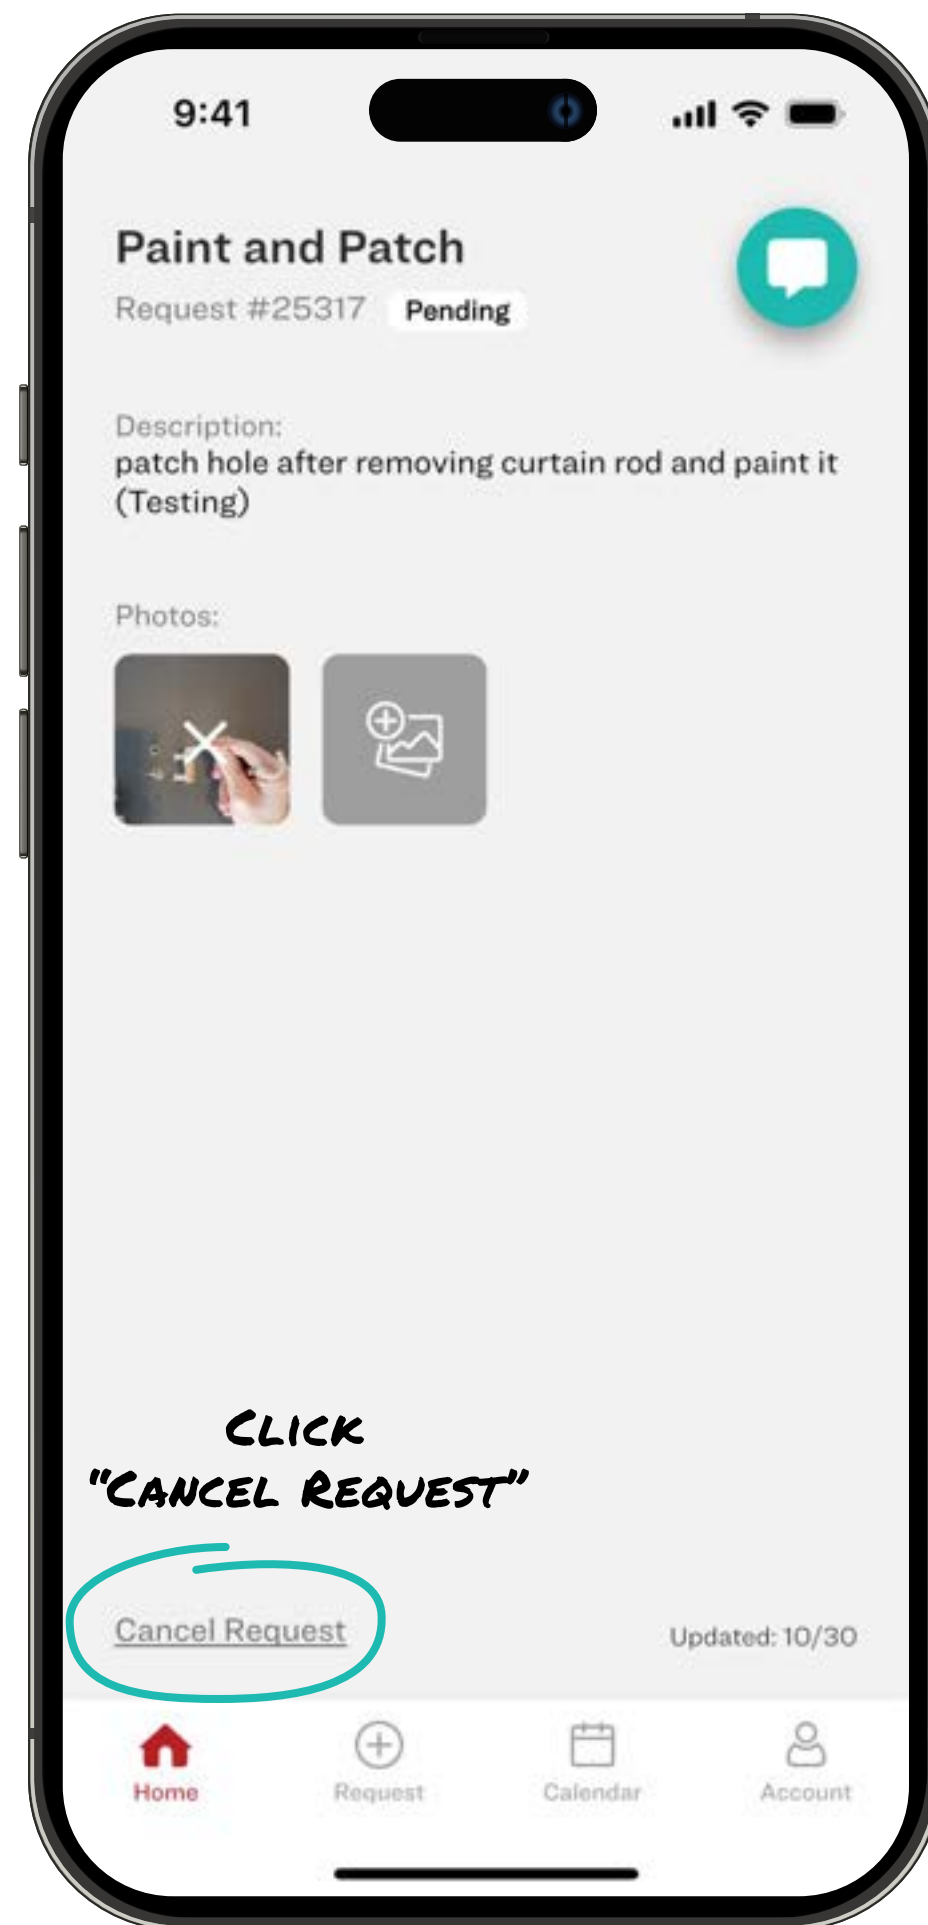 9:41
Paint and Patch
Request #25317 Pending
Description:
patch hole after removing curtain rod and paint it
(Testing)
Photos:
CLICK
"CANCEL REQUEST"
Cancel Request Updated: 10/30
Home Request Calendar Account